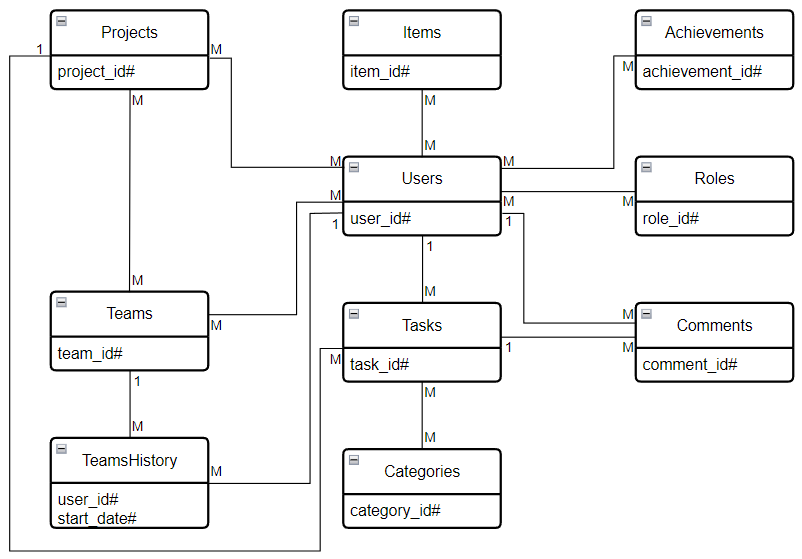 Projects
Items
Achievements
1
M
project_id#
item_id#
M
achievement_id#
M
M
M
M
M
Users
Roles
M
M
M
user_id#
1
1
role_id#
1
M
M
Teams
M
Tasks
M
Comments
team_id#
M
1
M
task_id#
comment_id#
1
M
M
M
TeamsHistory
M
Categories
user_id#
start_date#
category_id#